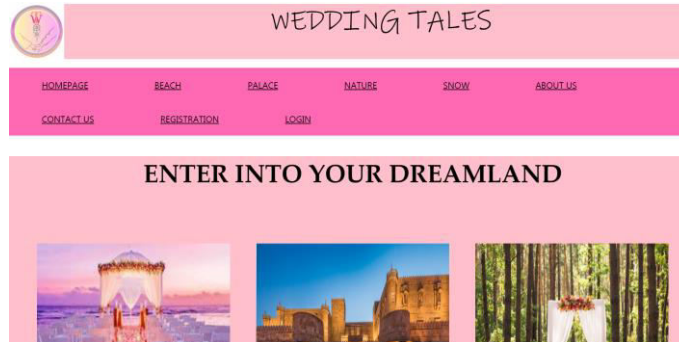 WEDDING TALES
HOMEPAGE BEACH PALACE NATURE SNOW ABOUT US
CONTACT US REGISTRATION LOGIN
ENTER INTO YOUR DREAMLAND